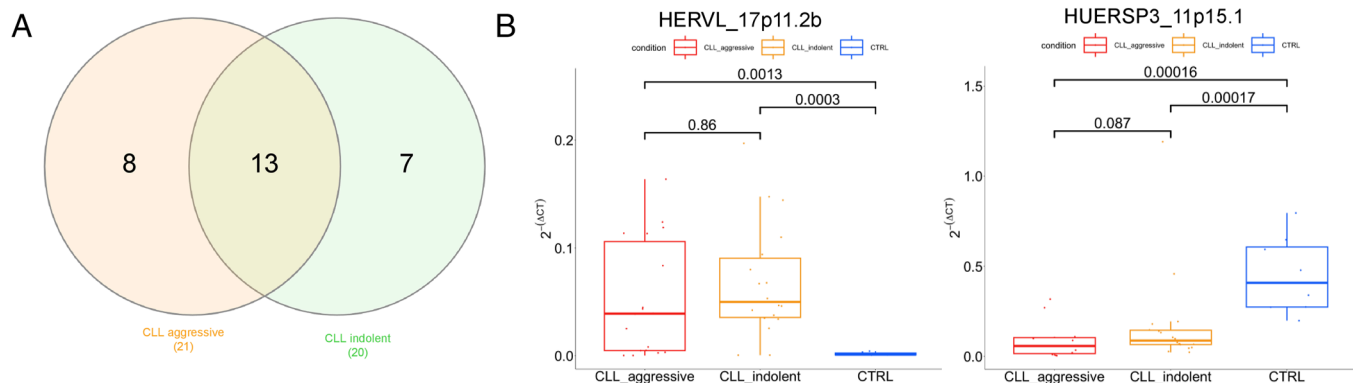 A
8
13
7
CLL aggressive
(21)
CLL indolent
(20)
B
HERVL_17p11.2b
condition CLL_aggressive CLL_indolent CTRL
0.0013
0.0003
0.86
0.2
0.1
0.0
2^-(ΔCT)
CLL_aggressive CLL_indolent CTRL
HUERSP3_11p15.1
condition CLL_aggressive CLL_indolent CTRL
0.00016
0.00017
0.087
1.5
1.0
0.5
0.0
2^-(ΔCT)
CLL_aggressive CLL_indolent CTRL